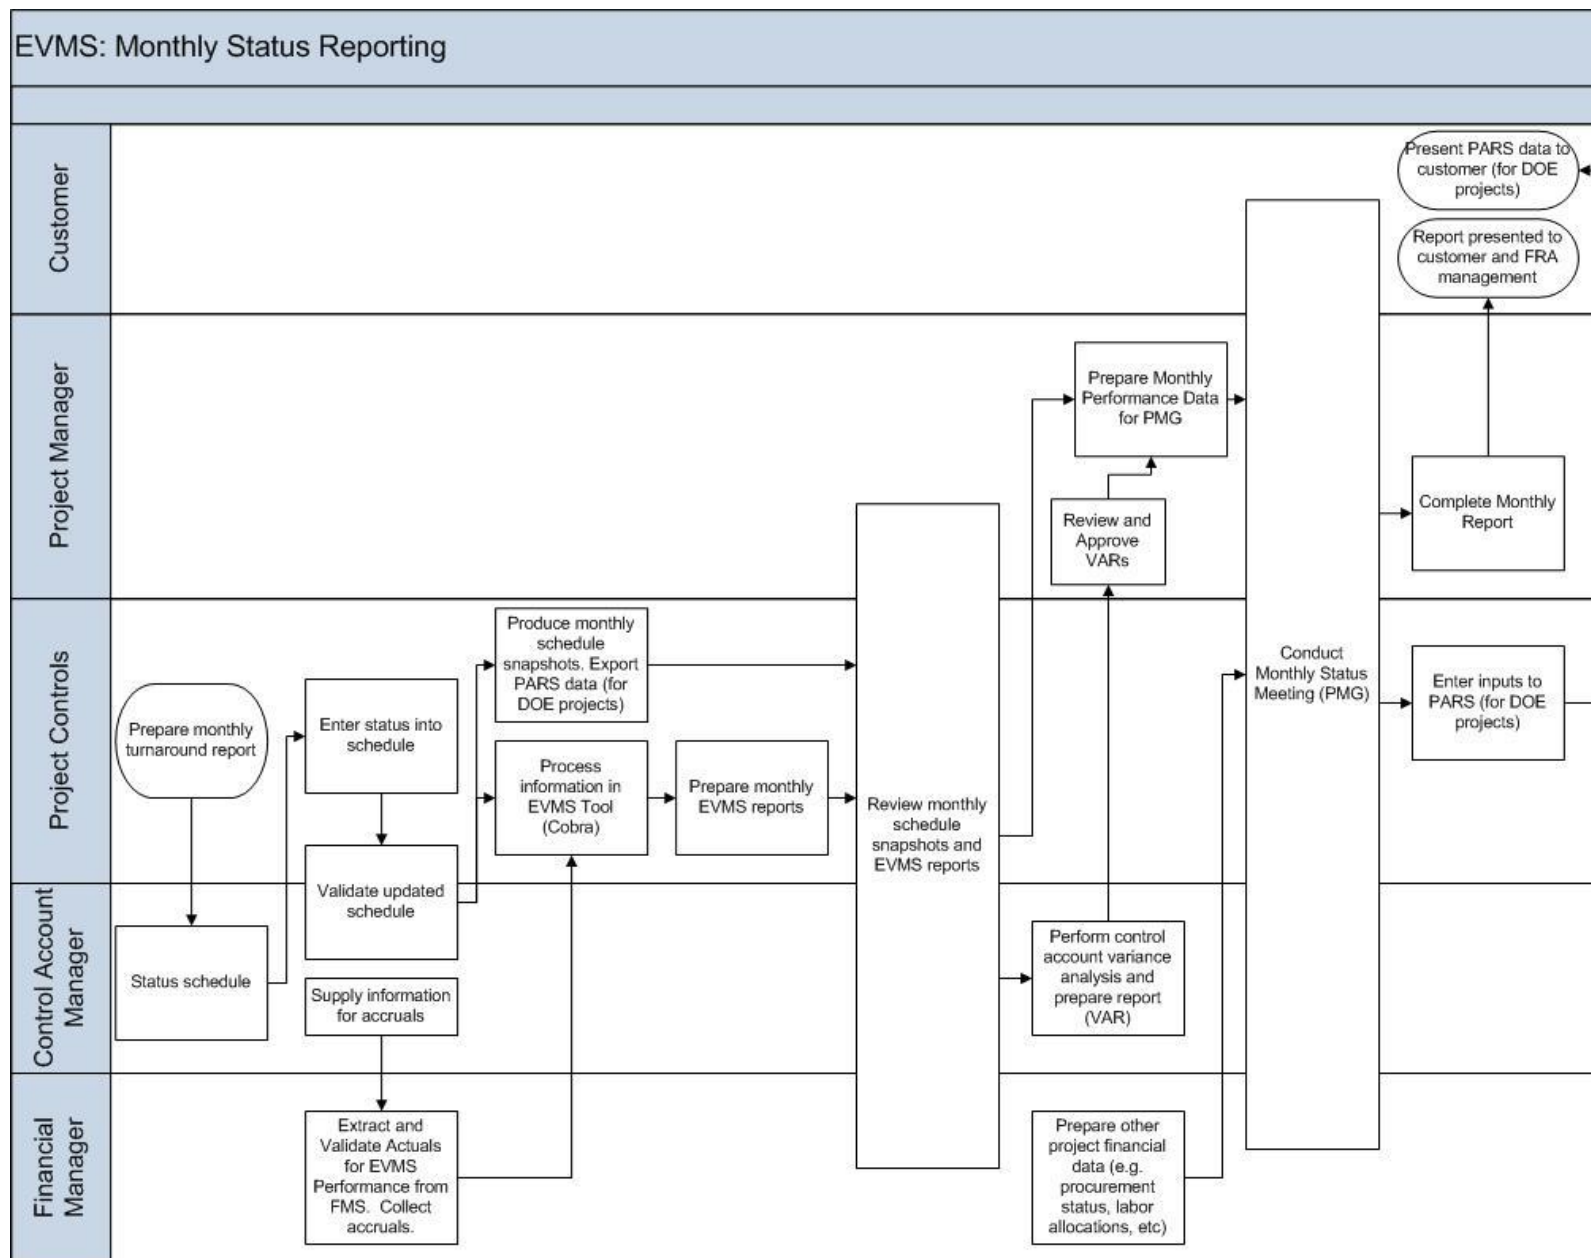 EVMS: Monthly Status Reporting
Customer
Present PARS data to
customer (for DOE
projects)
Report presented to
customer and FRA
management
Project Manager
Prepare Monthly
Performance Data
for PMG
Review and
Approve
VARs
Complete Monthly
Report
Project Controls
Prepare monthly
turnaround report
Enter status into
schedule
Produce monthly
schedule
snapshots. Export
PARS data (for
DOE projects)
Process
information in
EVMS Tool
(Cobra)
Prepare monthly
EVMS reports
Review monthly
schedule
snapshots and
EVMS reports
Conduct
Monthly Status
Meeting (PMG)
Enter inputs to
PARS (for DOE
projects)
Control Account
Manager
Status schedule
Validate updated
schedule
Supply information
for accruals
Perform control
account variance
analysis and
prepare report
(VAR)
Financial
Manager
Extract and
Validate Actuals
for EVMS
Performance from
FMS.  Collect
accruals.
Prepare other
project financial
data (e.g.
procurement
status, labor
allocations, etc)